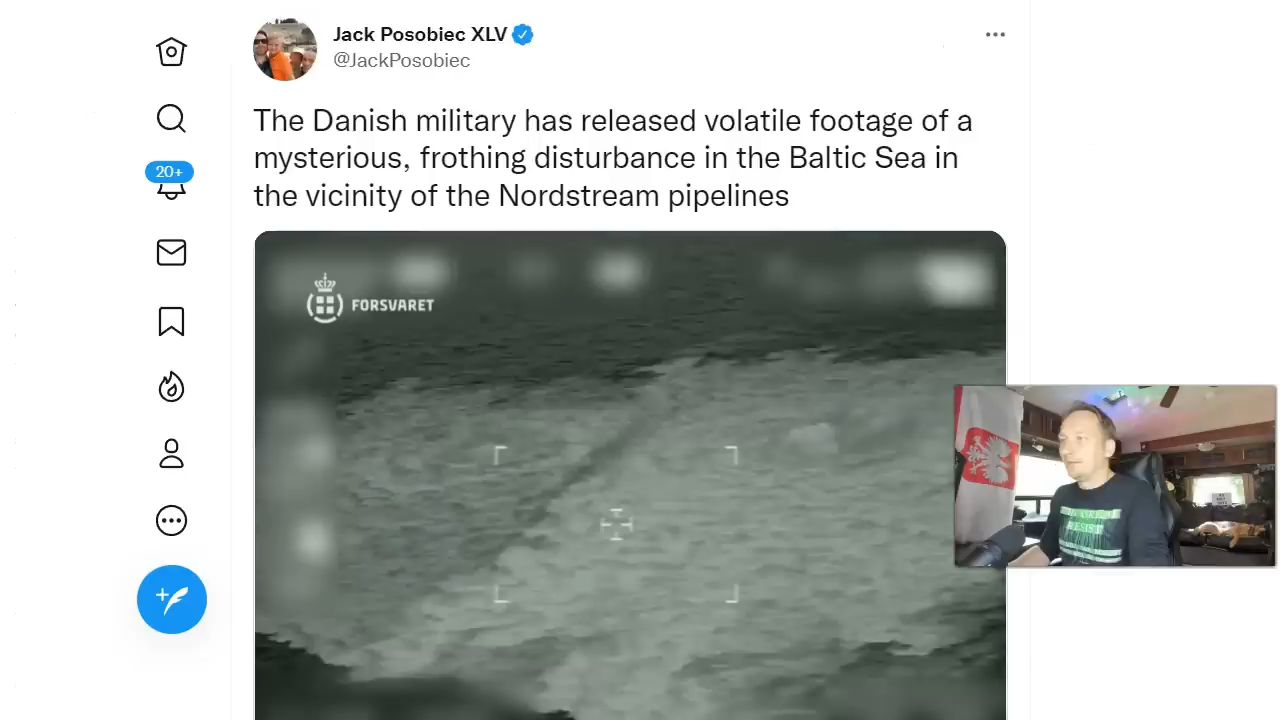 Jack Posobiec XLV
@JackPosobiec
20+
The Danish military has released volatile footage of a
mysterious, frothing disturbance in the Baltic Sea in
the vicinity of the Nordstream pipelines
FORSVARET